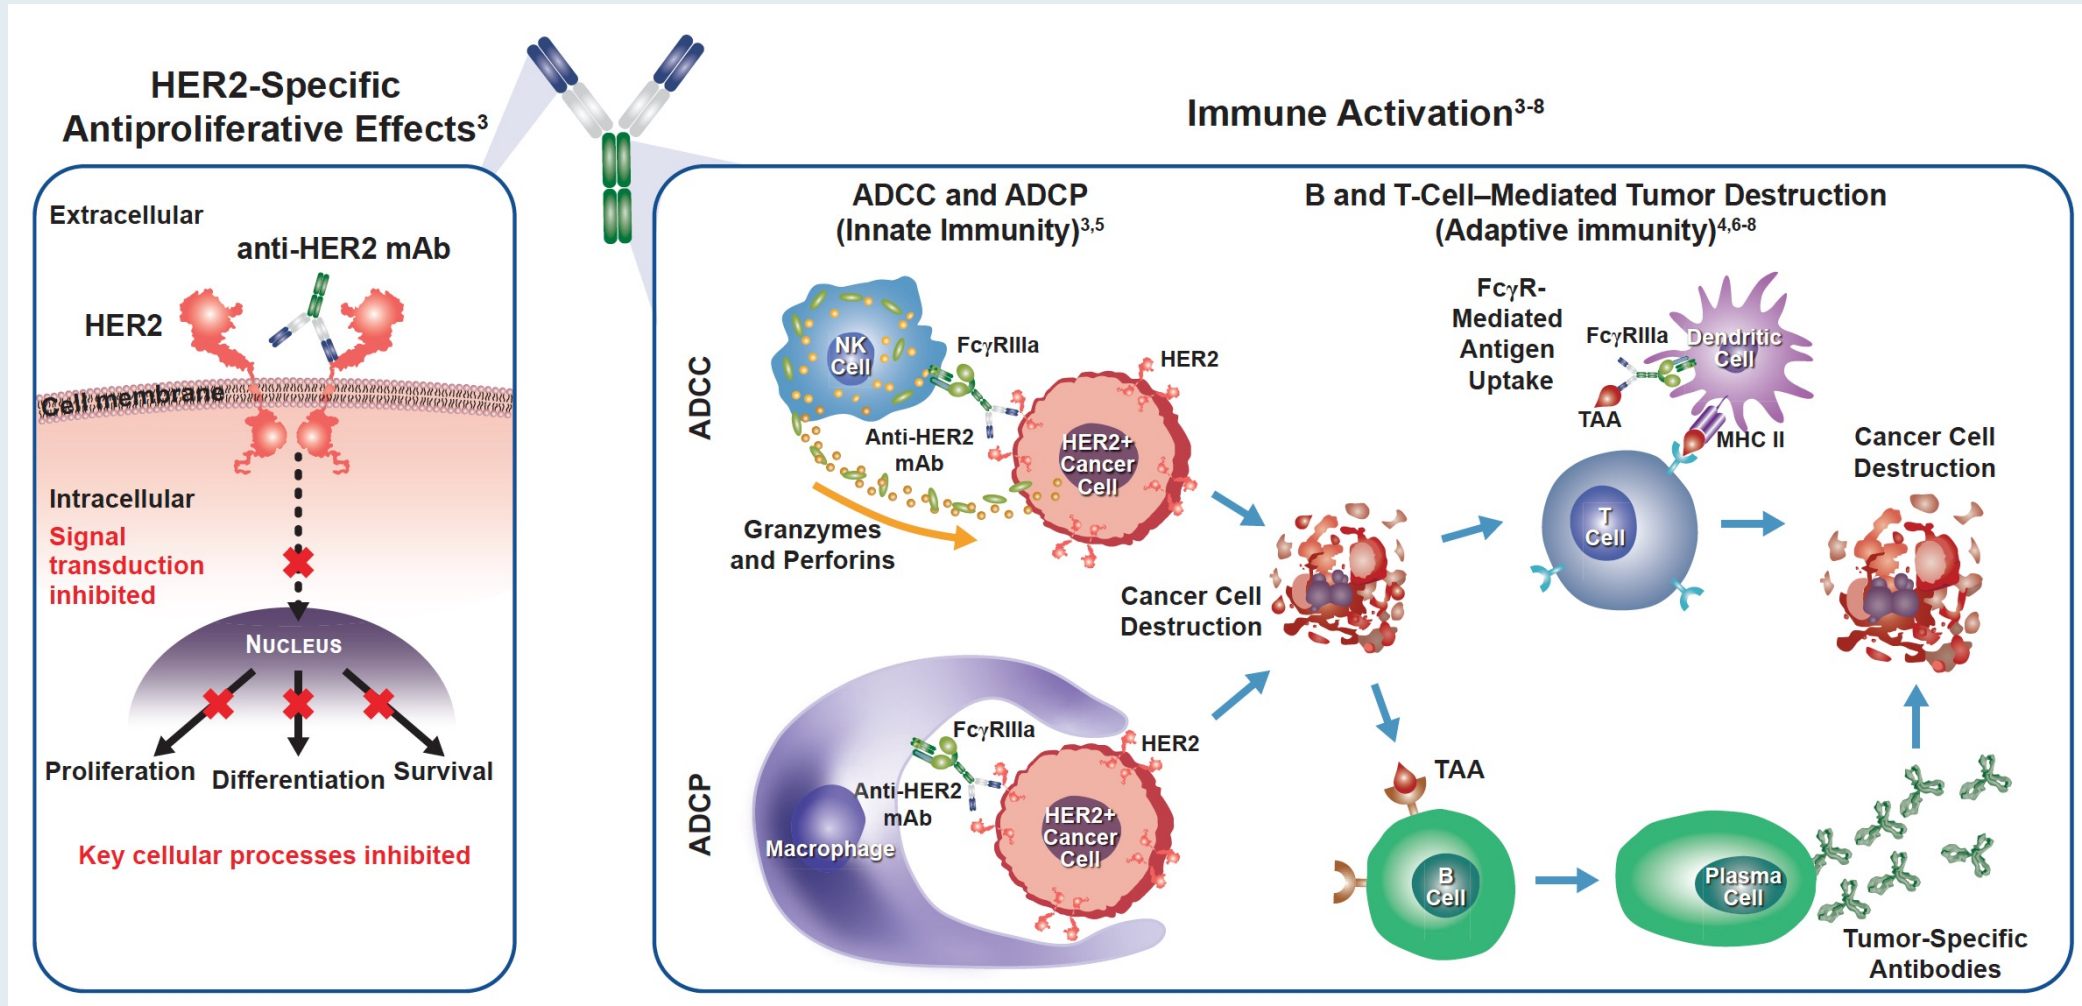 HER2-Specific
Antiproliferative Effects3
Extracellular
anti-HER2 mAb
HER2
Cell membrane
Intracellular
Signal
transduction
inhibited
NUCLEUS
Proliferation
Differentiation
Survival
Key cellular processes inhibited
Immune Activation3-8
ADCC and ADCP
(Innate Immunity)3,5
ADCC
NK
Cell
FcγRIIIa
HER2
Anti-HER2
mAb
HER2+
Cancer
Cell
Granzymes
and Perforins
Cancer Cell
Destruction
ADCP
FcγRIIIa
HER2
Anti-HER2
mAb
Macrophage
HER2+
Cancer
Cell
B and T-Cell–Mediated Tumor Destruction
(Adaptive immunity)4,6-8
FcγR-
Mediated
Antigen
Uptake
FcγRIIIa
Dendritic
Cell
TAA
MHC II
T
Cell
Cancer Cell
Destruction
TAA
B
Cell
Plasma
Cell
Tumor-Specific
Antibodies